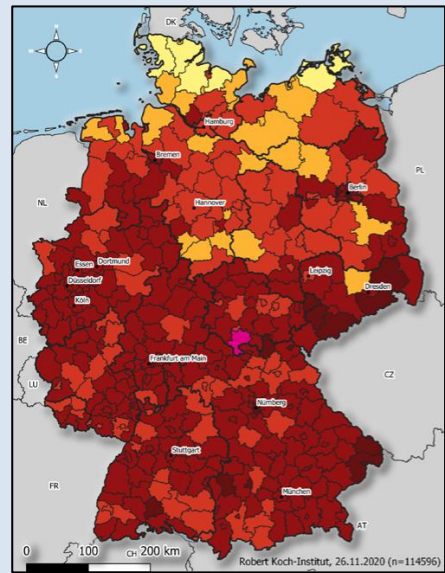 DK
Hamburg
Bremen
PL
Berlin
NL
Hannover
Essen
Dortmund
Düsseldorf
Leipzig
Dresden
Köln
BE
Frankfurt am Main
LU
CZ
Nürnberg
Stuttgart
FR
München
AT
CH
0 100 200 km
Robert Koch-Institut, 26.11.2020 (n=114596)